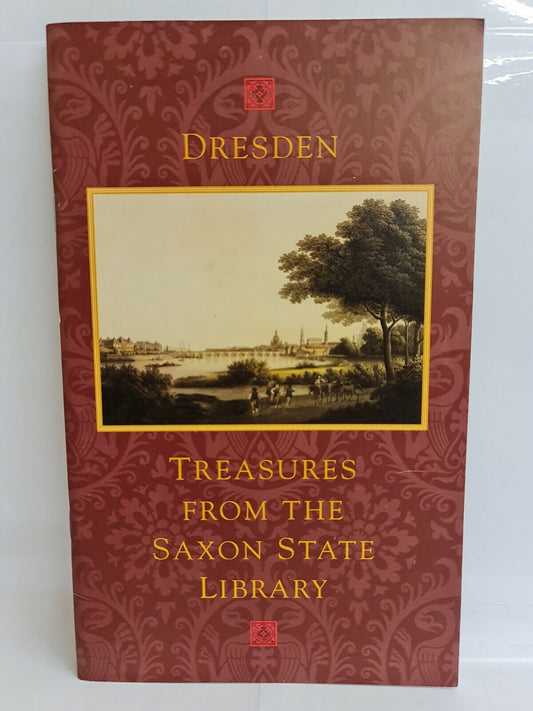 DRESDEN
TREASURES
FROM THE
SAXON STATE
LIBRARY